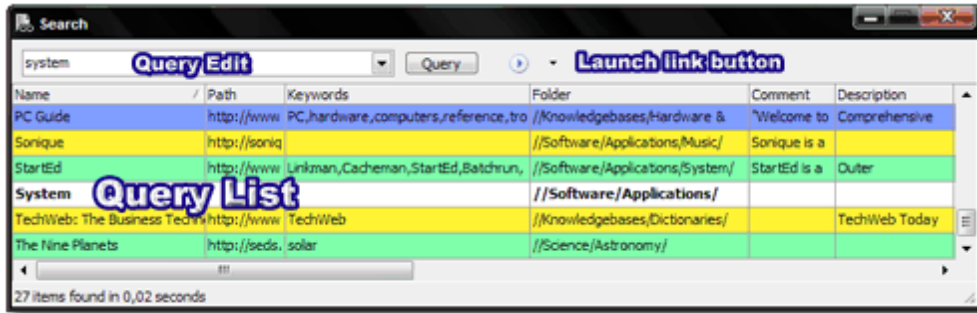 Search
system Query Edit Query Launch link button
Name Path Keywords Folder Comment Description
PC Guide http://www PC,hardware,computers,reference,tro //Knowledgebases/Hardware & "Welcome to Comprehensive
Sonique http://soniq //Software/Applications/Music/ Sonique is a
StartEd http://www Linkman,Cacheman,StartEd,Batchrun, //Software/Applications/System/ StartEd is a Outer
System Query List //Software/Applications/
TechWeb: The Business Techn http://www TechWeb //Knowledgebases/Dictionaries/ TechWeb Today
The Nine Planets http://seds. solar //Science/Astronomy/
27 items found in 0,02 seconds